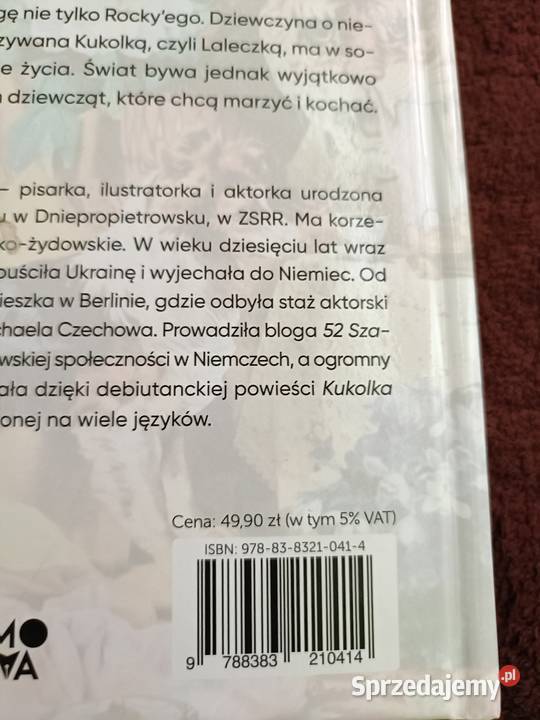 gę nie tylko Rocky'ego. Dziewczyna o nie-
zywana Kukolką, czyli Laleczką, ma w so-
e życia. Świat bywa jednak wyjątkowo
dziewcząt, które chcą marzyć i kochać.
– pisarka, ilustratorka i aktorka urodzona
u w Dniepropietrowsku, w ZSRR. Ma korze-
ko-żydowskie. W wieku dziesięciu lat wraz
puściła Ukrainę i wyjechała do Niemiec. Od
ieszka w Berlinie, gdzie odbyła staż aktorski
chaela Czechowa. Prowadziła bloga 52 Sza-
wskiej społeczności w Niemczech, a ogromny
ała dzięki debiutanckiej powieści Kukolka
onej na wiele języków.
Cena: 49,90 zł (w tym 5% VAT)
ISBN: 978-83-8321-041-4
9 788383 210414
MO
WA
Sprzedajemy.pl